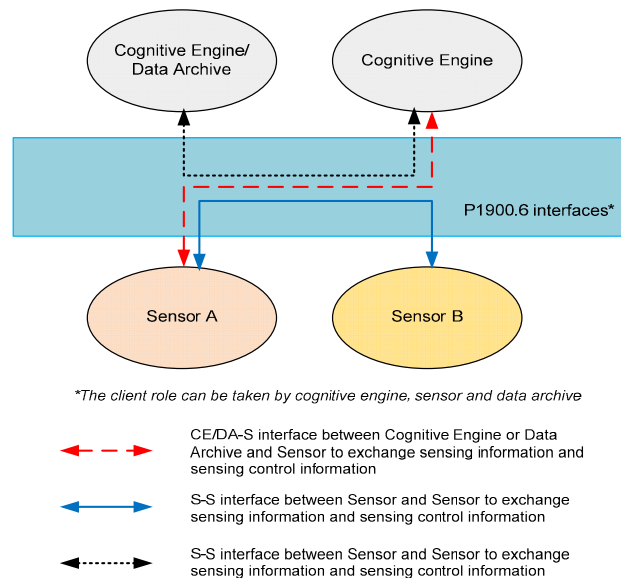 Cognitive Engine/
Data Archive
Cognitive Engine
P1900.6 interfaces*
Sensor A
Sensor B
*The client role can be taken by cognitive engine, sensor and data archive
CE/DA-S interface between Cognitive Engine or Data
Archive and Sensor to exchange sensing information and
sensing control information
S-S interface between Sensor and Sensor to exchange
sensing information and sensing control information
S-S interface between Sensor and Sensor to exchange
sensing information and sensing control information